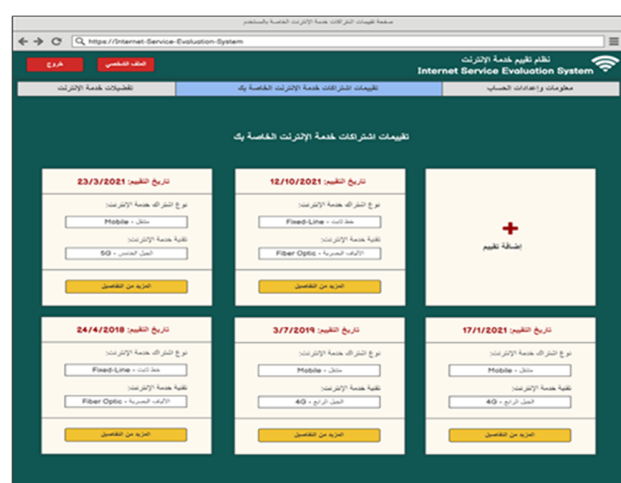 صفحة تقييمات اشتراكات خدمة الإنترنت الخاصة بالمستخدم
https://Internet-Service-Evaluation-System
نظام تقييم خدمة الإنترنت
Internet Service Evaluation System
الملف الشخصي
خروج
معلومات وإعدادات الحساب
تقييمات اشتراكات خدمة الإنترنت الخاصة بك
تفضيلات خدمة الإنترنت
تقييمات اشتراكات خدمة الإنترنت الخاصة بك
+
إضافة تقييم
تاريخ التقييم: 12/10/2021
نوع اشتراك خدمة الإنترنت:
خط ثابت - Fixed-Line
تقنية خدمة الإنترنت:
الألياف البصرية - Fiber Optic
المزيد من التفاصيل
تاريخ التقييم: 23/3/2021
نوع اشتراك خدمة الإنترنت:
متنقل - Mobile
تقنية خدمة الإنترنت:
الجيل الخامس - 5G
المزيد من التفاصيل
تاريخ التقييم: 17/1/2021
نوع اشتراك خدمة الإنترنت:
متنقل - Mobile
تقنية خدمة الإنترنت:
الجيل الرابع - 4G
المزيد من التفاصيل
تاريخ التقييم: 3/7/2019
نوع اشتراك خدمة الإنترنت:
متنقل - Mobile
تقنية خدمة الإنترنت:
الجيل الرابع - 4G
المزيد من التفاصيل
تاريخ التقييم: 24/4/2018
نوع اشتراك خدمة الإنترنت:
خط ثابت - Fixed-Line
تقنية خدمة الإنترنت:
الألياف البصرية - Fiber Optic
المزيد من التفاصيل